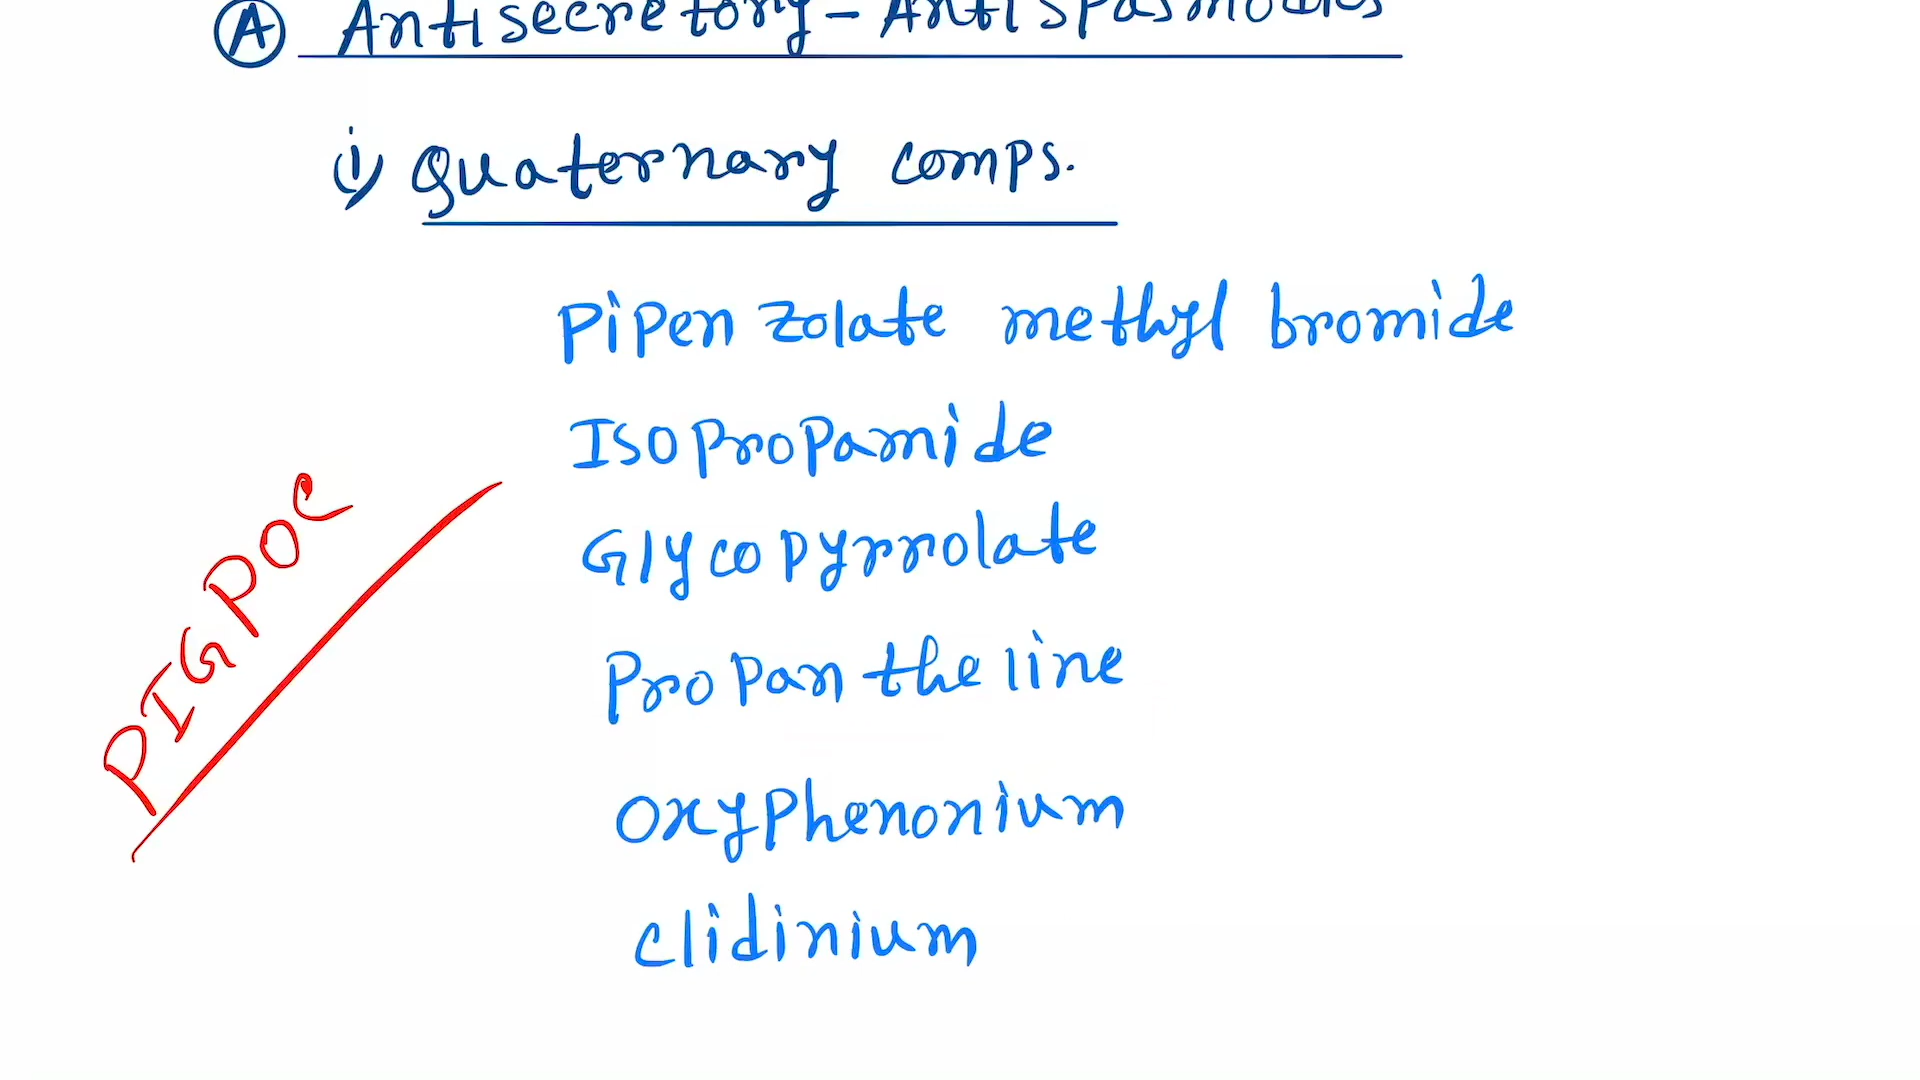 A Antisecretory - Antispasmodics
i) Quaternary comps.
Pipenzolate methyl bromide
Isopropamide
Glycopyrrolate
Propantheline
Oxyphenonium
Clidinium
PIGPOC